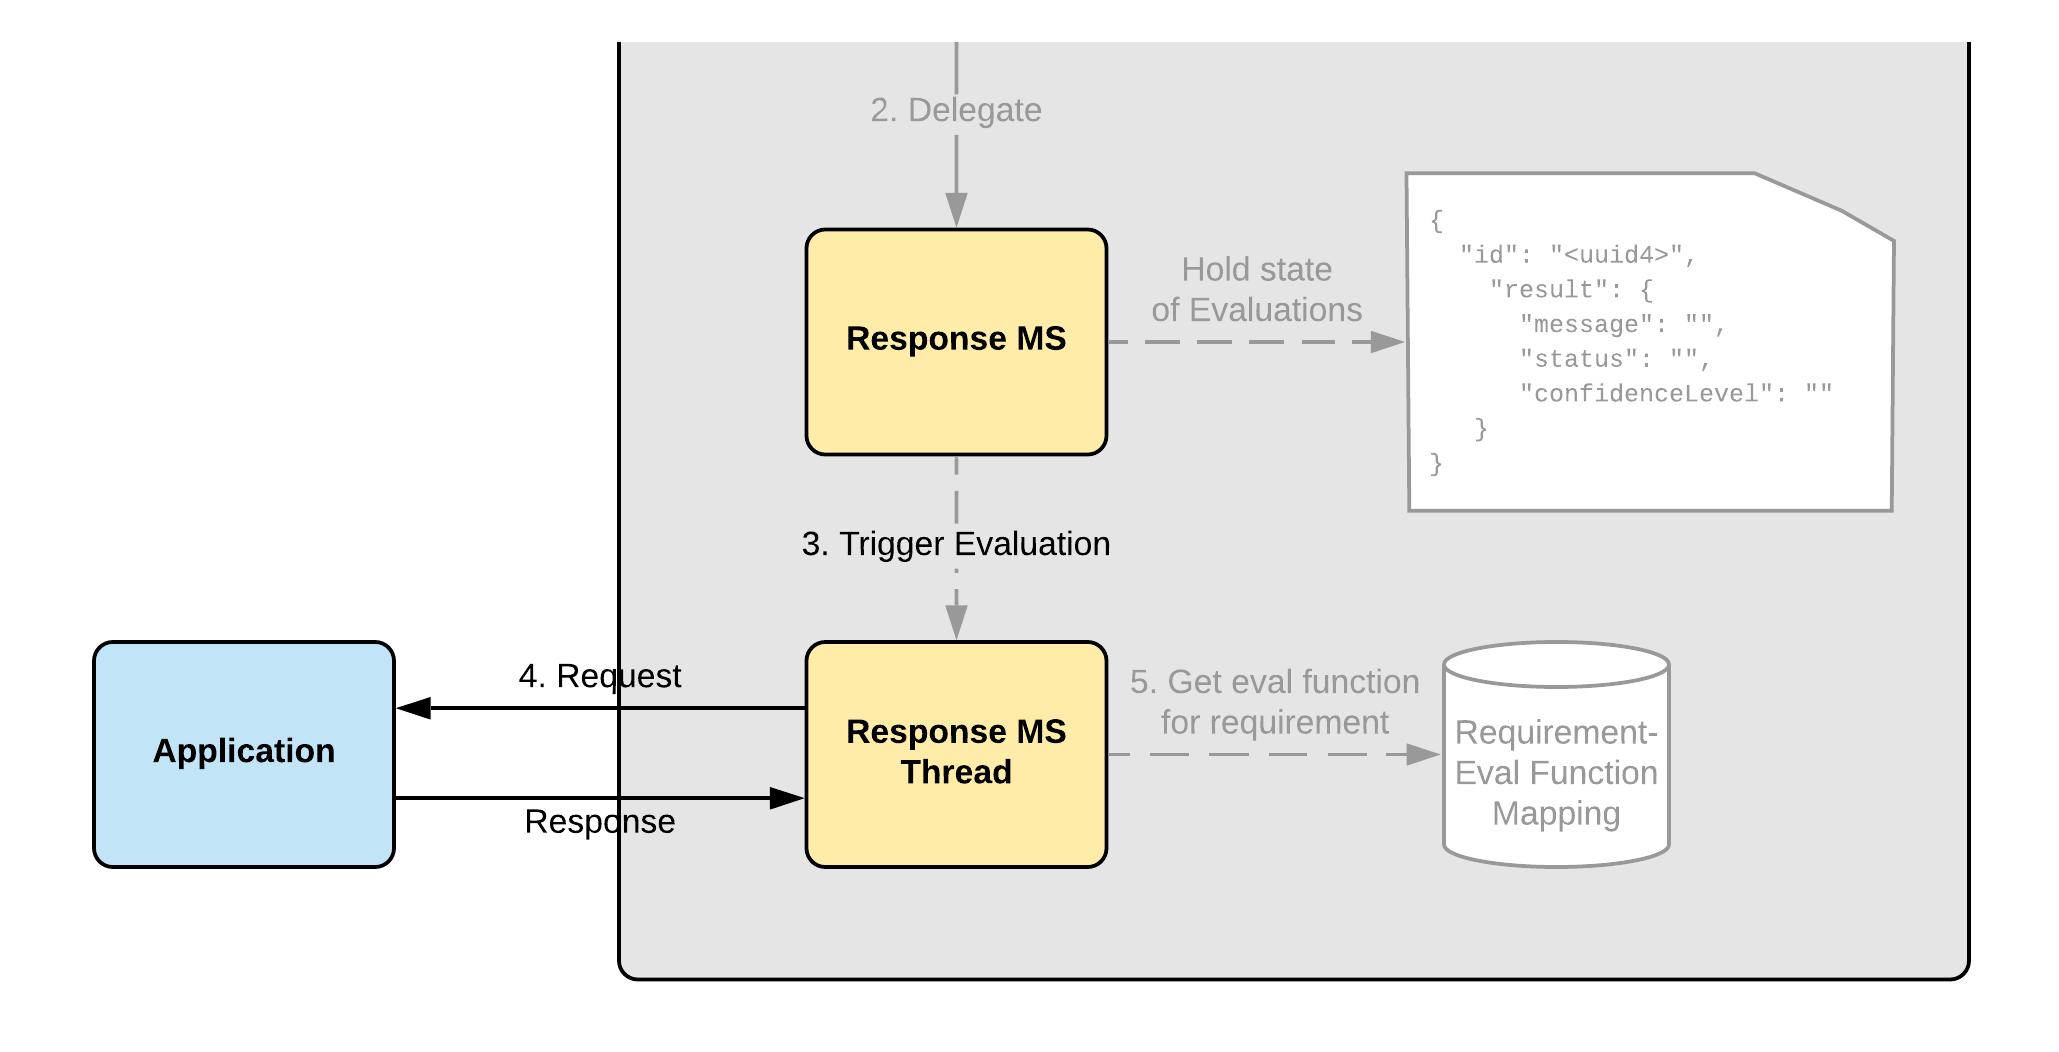 2. Delegate
{
"id": "<uuid4>",
"result": {
"message": "",
"status": "",
"confidenceLevel": ""
}
}
Hold state
of Evaluations
Response MS
3. Trigger Evaluation
4. Request
Application
Response
Response MS
Thread
5. Get eval function
for requirement
Requirement-
Eval Function
Mapping